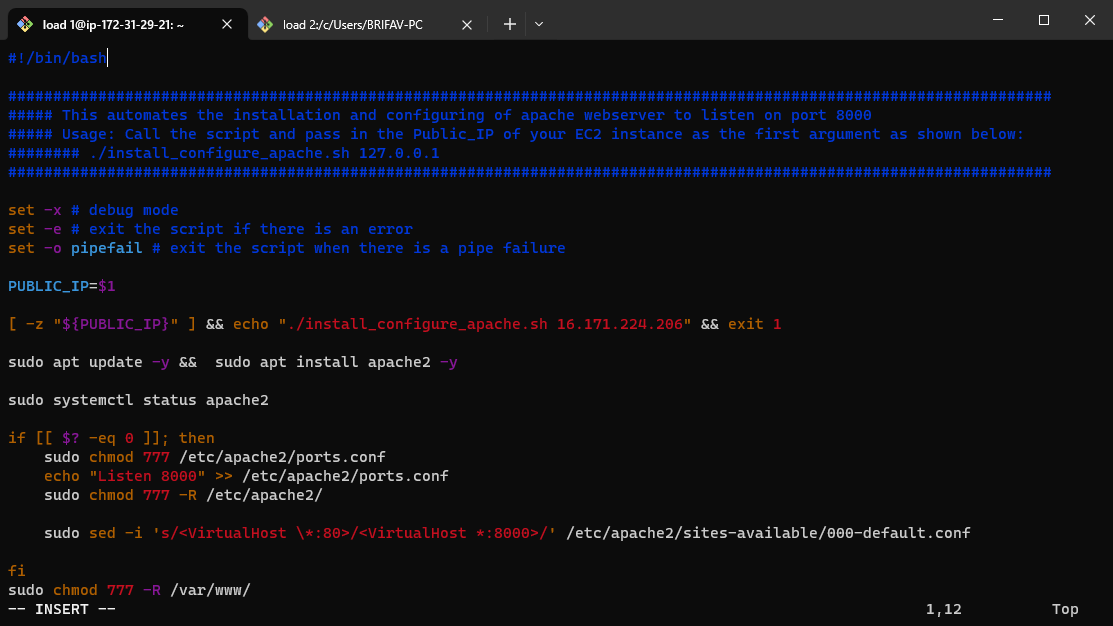 load 1@ip-172-31-29-21: ~
load 2:/c/Users/BRIFAV-PC
#!/bin/bash
####################################################################################################################
##### This automates the installation and configuring of apache webserver to listen on port 8000
##### Usage: Call the script and pass in the Public_IP of your EC2 instance as the first argument as shown below:
######## ./install_configure_apache.sh 127.0.0.1
####################################################################################################################
set -x # debug mode
set -e # exit the script if there is an error
set -o pipefail # exit the script when there is a pipe failure
PUBLIC_IP=$1
[ -z "${PUBLIC_IP}" ] && echo "./install_configure_apache.sh 16.171.224.206" && exit 1
sudo apt update -y &&  sudo apt install apache2 -y
sudo systemctl status apache2
if [[ $? -eq 0 ]]; then
    sudo chmod 777 /etc/apache2/ports.conf
    echo "Listen 8000" >> /etc/apache2/ports.conf
    sudo chmod 777 -R /etc/apache2/
    sudo sed -i 's/<VirtualHost \*:80>/<VirtualHost *:8000>/' /etc/apache2/sites-available/000-default.conf
fi
sudo chmod 777 -R /var/www/
-- INSERT -- 1,12 Top